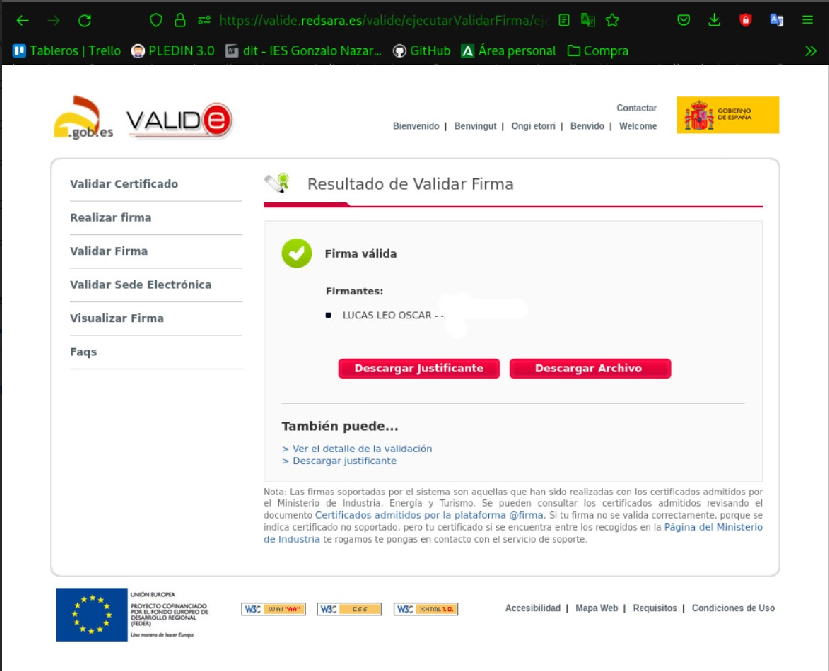 https://valide.redsara.es/valide/ejecutarValidarFirma/eje
Tableros | Trello
PLEDIN 3.0
dit - IES Gonzalo Nazar...
GitHub
Área personal
Compra
.gob.es
VALIDe
Contactar
Bienvenido | Benvingut | Ongi etorri | Benvido | Welcome
GOBIERNO
DE ESPAÑA
Validar Certificado
Realizar firma
Validar Firma
Validar Sede Electrónica
Visualizar Firma
Faqs
Resultado de Validar Firma
Firma válida
Firmantes:
LUCAS LEO OSCAR - -
Descargar Justificante
Descargar Archivo
También puede...
> Ver el detalle de la validación
> Descargar justificante
Nota: Las firmas soportadas por el sistema son aquellas que han sido realizadas con los certificados admitidos por
el Ministerio de Industria, Energía y Turismo. Se pueden consultar los certificados admitidos revisando el
documento Certificados admitidos por la plataforma @firma. Si tu firma no se valida correctamente, porque se
indica certificado no soportado, pero tu certificado si se encuentra entre los recogidos en la Página del Ministerio
de Industria te rogamos te pongas en contacto con el servicio de soporte.
UNIÓN EUROPEA
PROYECTO COFINANCIADO
POR EL FONDO EUROPEO DE
DESARROLLO REGIONAL
(FEDER)
Una manera de hacer Europa
W3C WAI "AA"
W3C CSS
W3C XHTML 1.0
Accesibilidad | Mapa Web | Requisitos | Condiciones de Uso